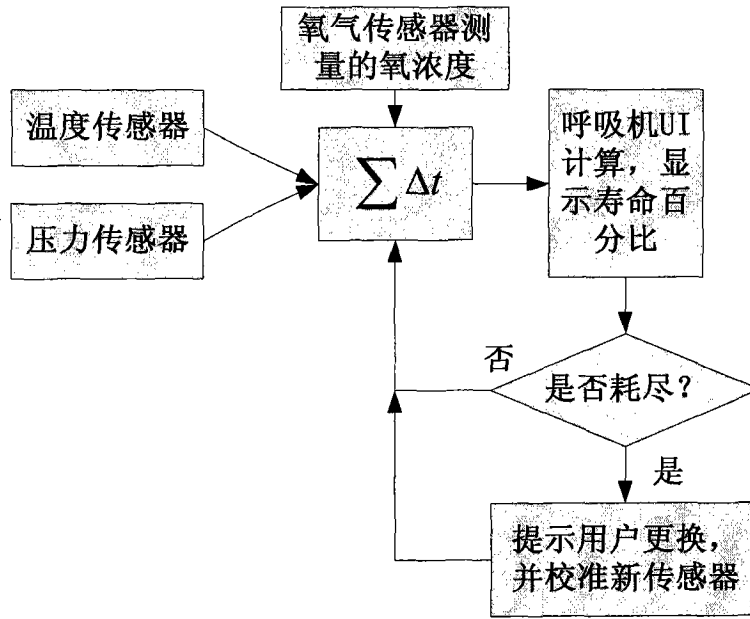 氧气传感器测
量的氧浓度
温度传感器
压力传感器
∑ Δt
呼吸机UI
计算，显
示寿命百
分比
否
是否耗尽?
是
提示用户更换，
并校准新传感器